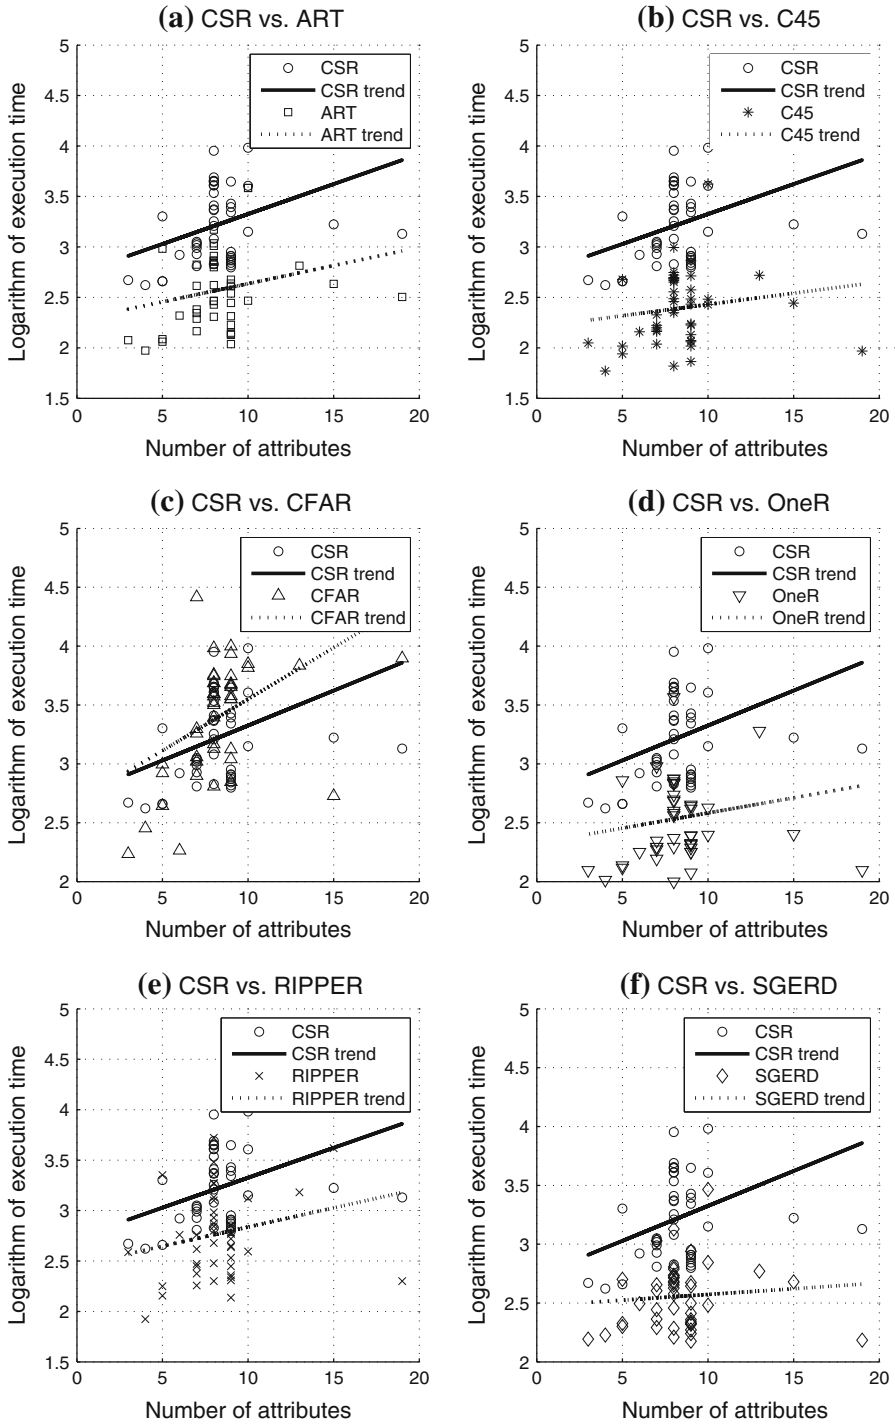 (a) CSR vs. ART
5
4.5
4
3.5
3
2.5
2
1.5
0
5
10
15
20
Logarithm of execution time
Number of attributes
CSR
CSR trend
ART
ART trend
(b) CSR vs. C45
5
4.5
4
3.5
3
2.5
2
1.5
0
5
10
15
20
Logarithm of execution time
Number of attributes
CSR
CSR trend
C45
C45 trend
(c) CSR vs. CFAR
5
4.5
4
3.5
3
2.5
2
0
5
10
15
20
Logarithm of execution time
Number of attributes
CSR
CSR trend
CFAR
CFAR trend
(d) CSR vs. OneR
5
4.5
4
3.5
3
2.5
2
0
5
10
15
20
Logarithm of execution time
Number of attributes
CSR
CSR trend
OneR
OneR trend
(e) CSR vs. RIPPER
5
4.5
4
3.5
3
2.5
2
1.5
0
5
10
15
20
Logarithm of execution time
Number of attributes
CSR
CSR trend
RIPPER
RIPPER trend
(f) CSR vs. SGERD
5
4.5
4
3.5
3
2.5
2
0
5
10
15
20
Logarithm of execution time
Number of attributes
CSR
CSR trend
SGERD
SGERD trend